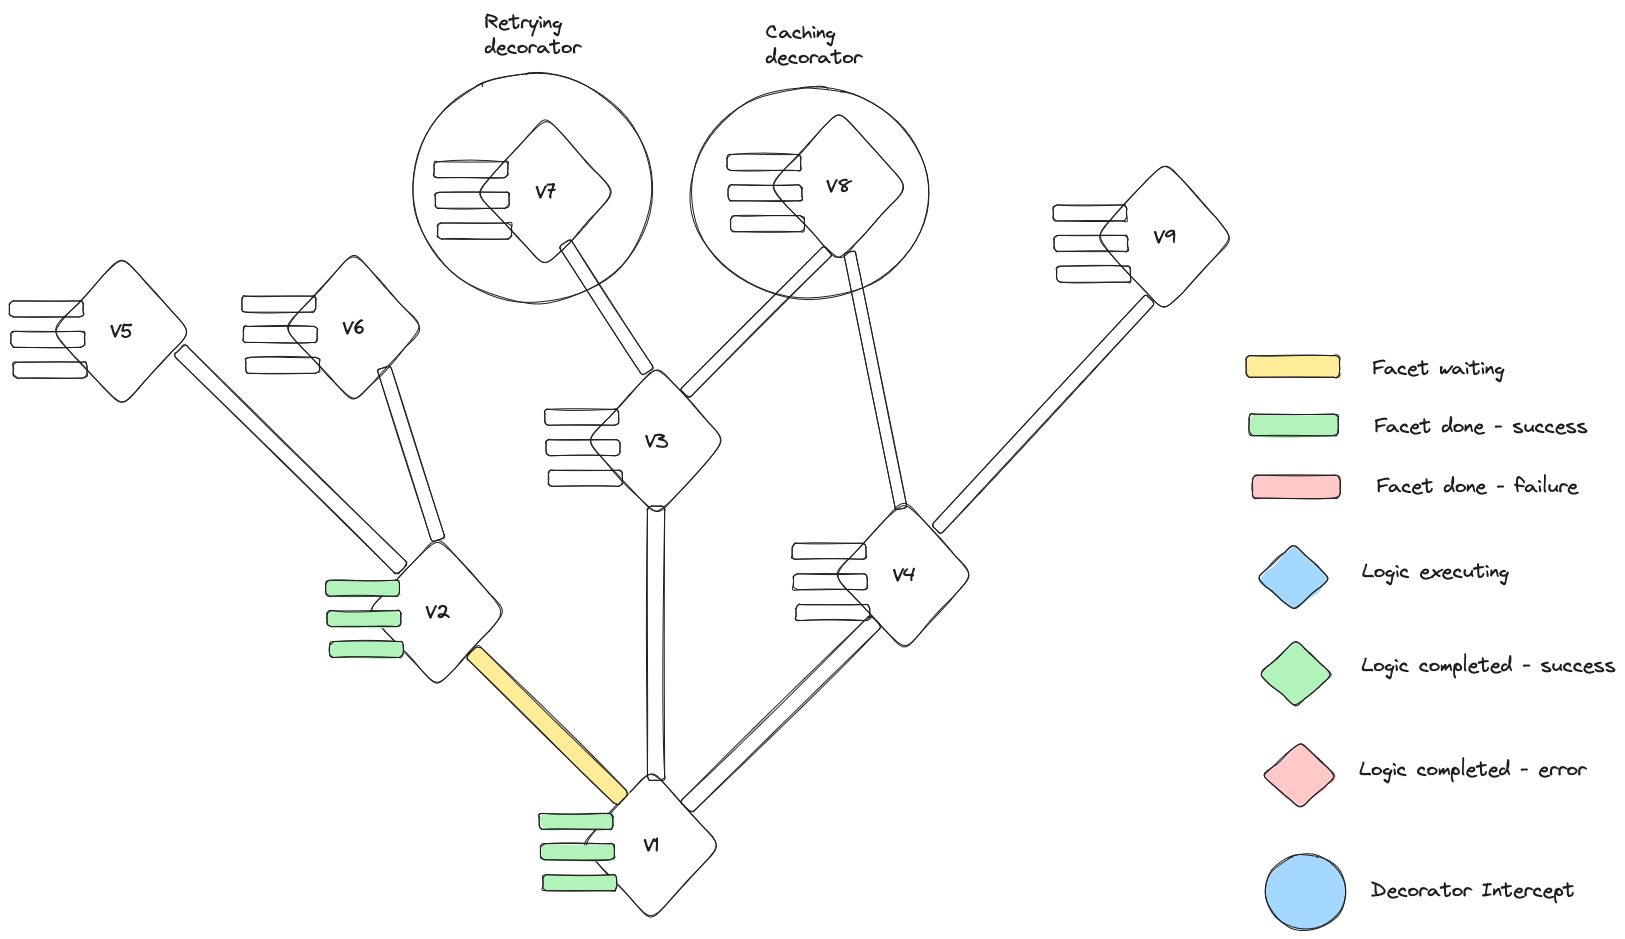 Retrying
decorator
Caching
decorator
V7
V8
V9
V5
V6
V3
V4
V2
V1
Facet waiting
Facet done - success
Facet done - failure
Logic executing
Logic completed - success
Logic completed - error
Decorator Intercept